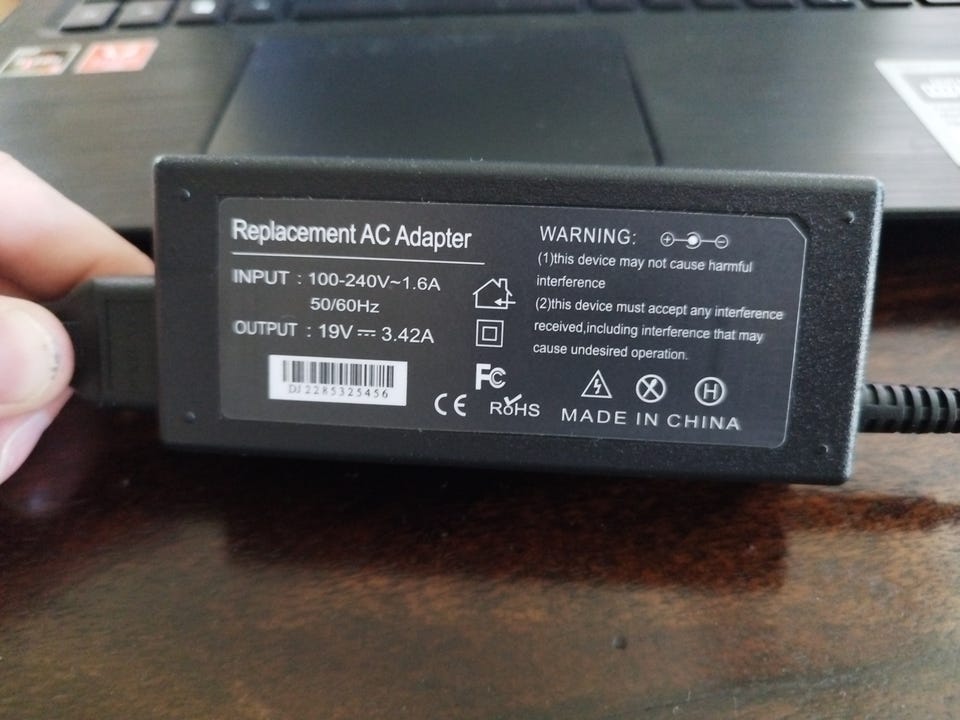 Replacement AC Adapter
INPUT : 100-240V~1.6A
50/60Hz
OUTPUT : 19V⎓3.42A
DJ2285325456
FC
CE
RoHS
WARNING:
(1)this device may not cause harmful
interference
(2)this device must accept any interference
received,including interference that may
cause undesired operation.
H
MADE IN CHINA